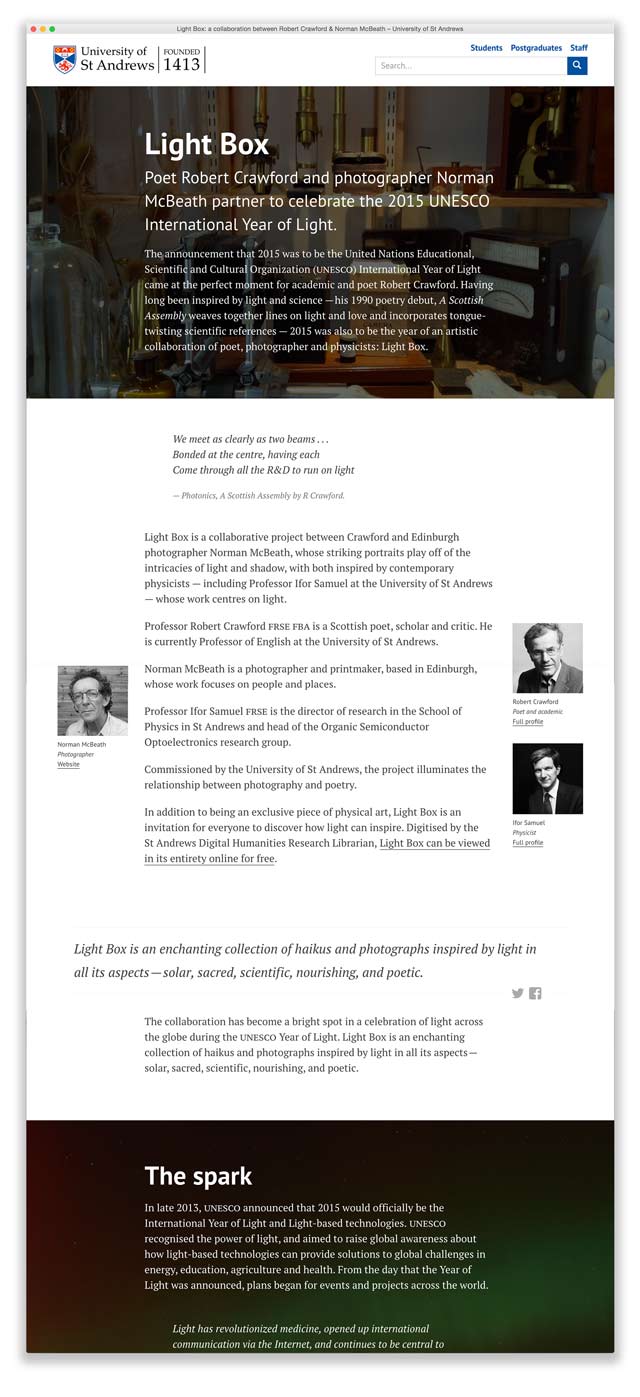 Light Box: a collaboration between Robert Crawford & Norman McBeath – University of St Andrews
University of
St Andrews
FOUNDED
1413
Students Postgraduates Staff
Search...
Light Box
Poet Robert Crawford and photographer Norman
McBeath partner to celebrate the 2015 UNESCO
International Year of Light.
The announcement that 2015 was to be the United Nations Educational,
Scientific and Cultural Organization (UNESCO) International Year of Light
came at the perfect moment for academic and poet Robert Crawford. Having
long been inspired by light and science — his 1990 poetry debut, A Scottish
Assembly weaves together lines on light and love and incorporates tongue-
twisting scientific references — 2015 was also to be the year of an artistic
collaboration of poet, photographer and physicists: Light Box.
We meet as clearly as two beams . . .
Bonded at the centre, having each
Come through all the R&D to run on light
— Photonics, A Scottish Assembly by R Crawford.
Light Box is a collaborative project between Crawford and Edinburgh
photographer Norman McBeath, whose striking portraits play off of the
intricacies of light and shadow, with both inspired by contemporary
physicists — including Professor Ifor Samuel at the University of St Andrews
— whose work centres on light.
Professor Robert Crawford FRSE FBA is a Scottish poet, scholar and critic. He
is currently Professor of English at the University of St Andrews.
Norman McBeath is a photographer and printmaker, based in Edinburgh,
whose work focuses on people and places.
Professor Ifor Samuel FRSE is the director of research in the School of
Physics in St Andrews and head of the Organic Semiconductor
Optoelectronics research group.
Commissioned by the University of St Andrews, the project illuminates the
relationship between photography and poetry.
In addition to being an exclusive piece of physical art, Light Box is an
invitation for everyone to discover how light can inspire. Digitised by the
St Andrews Digital Humanities Research Librarian, Light Box can be viewed
in its entirety online for free.
Norman McBeath
Photographer
Website
Robert Crawford
Poet and academic
Full profile
Ifor Samuel
Physicist
Full profile
Light Box is an enchanting collection of haikus and photographs inspired by light in
all its aspects — solar, sacred, scientific, nourishing, and poetic.
The collaboration has become a bright spot in a celebration of light across
the globe during the UNESCO Year of Light. Light Box is an enchanting
collection of haikus and photographs inspired by light in all its aspects —
solar, sacred, scientific, nourishing, and poetic.
The spark
In late 2013, UNESCO announced that 2015 would officially be the
International Year of Light and Light-based technologies. UNESCO
recognised the power of light, and aimed to raise global awareness about
how light-based technologies can provide solutions to global challenges in
energy, education, agriculture and health. From the day that the Year of
Light was announced, plans began for events and projects across the world.
Light has revolutionized medicine, opened up international
communication via the Internet, and continues to be central to